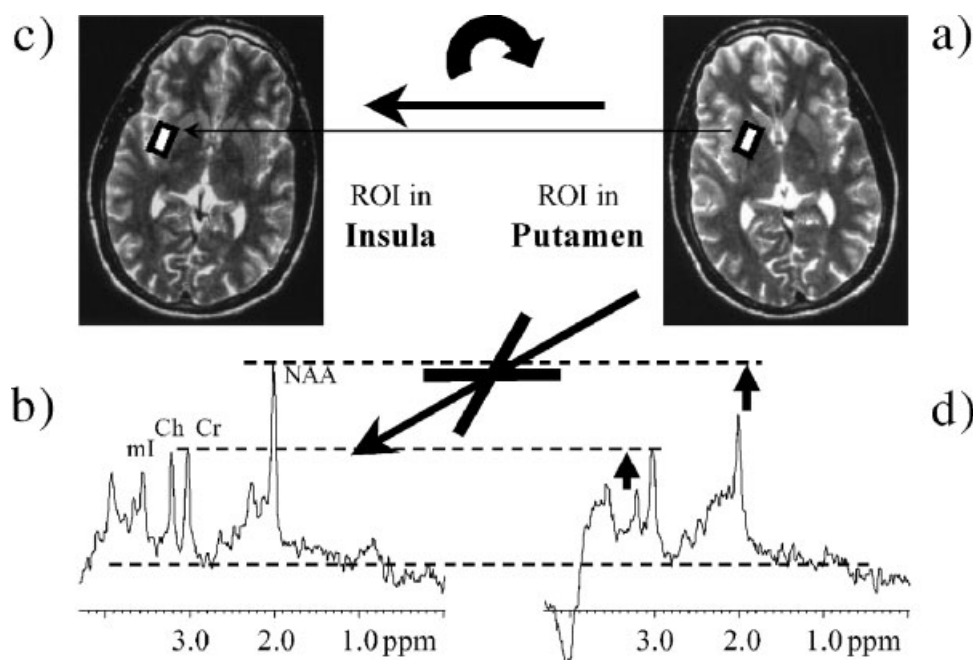 c)
a)
ROI in
Insula
ROI in
Putamen
b)
d)
NAA
Ch Cr
mI
3.0 2.0 1.0 ppm
3.0 2.0 1.0 ppm